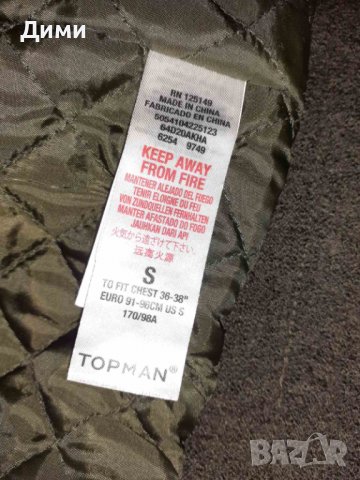 Дими
RN 125149
MADE IN CHINA
FABRICADO EN CHINA
5054104225123
64D20AKHA
6254 9749
KEEP AWAY
FROM FIRE
MANTENER ALEJADO DEL FUEGO
TENIR ELOIGNE DU FEU
VON ZUNDQUELLEN FERNHALTEN
MANTER AFASTADO DO FOGO
JAUHKAN DARI API
火気から遠ざけて下さい
远离火源
S
TO FIT CHEST 36-38"
EURO 91-96CM US S
170/98A
TOPMAN®
BAZAR